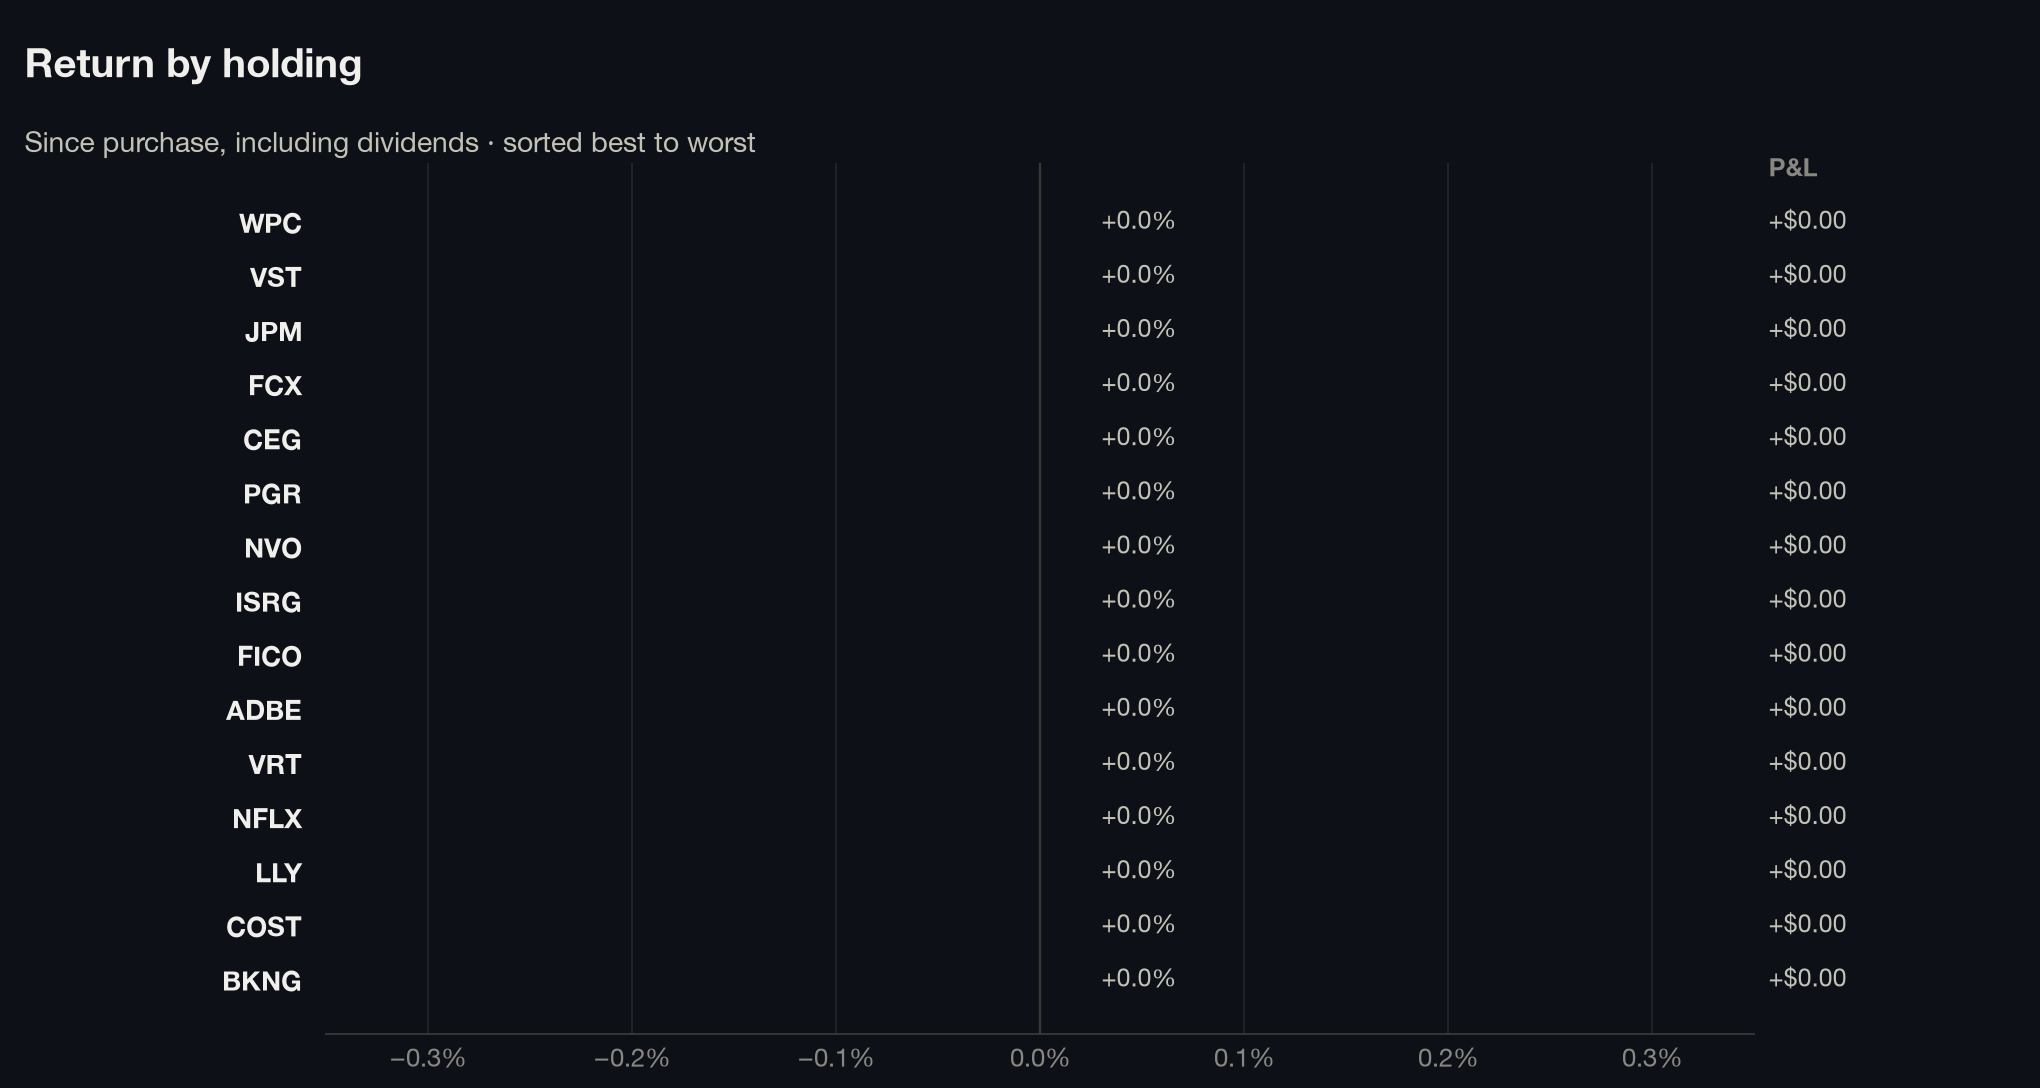 Return by holding
Since purchase, including dividends · sorted best to worst
P&L
WPC +0.0% +$0.00
VST +0.0% +$0.00
JPM +0.0% +$0.00
FCX +0.0% +$0.00
CEG +0.0% +$0.00
PGR +0.0% +$0.00
NVO +0.0% +$0.00
ISRG +0.0% +$0.00
FICO +0.0% +$0.00
ADBE +0.0% +$0.00
VRT +0.0% +$0.00
NFLX +0.0% +$0.00
LLY +0.0% +$0.00
COST +0.0% +$0.00
BKNG +0.0% +$0.00
−0.3% −0.2% −0.1% 0.0% 0.1% 0.2% 0.3%